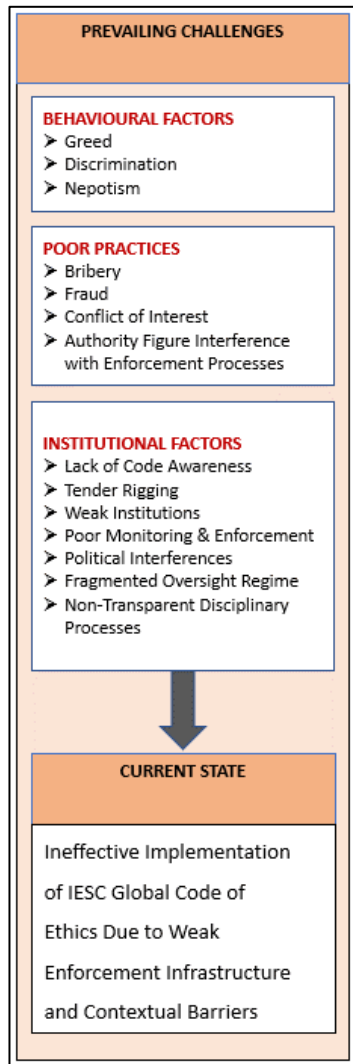 PREVAILING CHALLENGES
BEHAVIOURAL FACTORS
➢ Greed
➢ Discrimination
➢ Nepotism
POOR PRACTICES
➢ Bribery
➢ Fraud
➢ Conflict of Interest
➢ Authority Figure Interference
with Enforcement Processes
INSTITUTIONAL FACTORS
➢ Lack of Code Awareness
➢ Tender Rigging
➢ Weak Institutions
➢ Poor Monitoring & Enforcement
➢ Political Interferences
➢ Fragmented Oversight Regime
➢ Non-Transparent Disciplinary
Processes
CURRENT STATE
Ineffective Implementation
of IESC Global Code of
Ethics Due to Weak
Enforcement Infrastructure
and Contextual Barriers